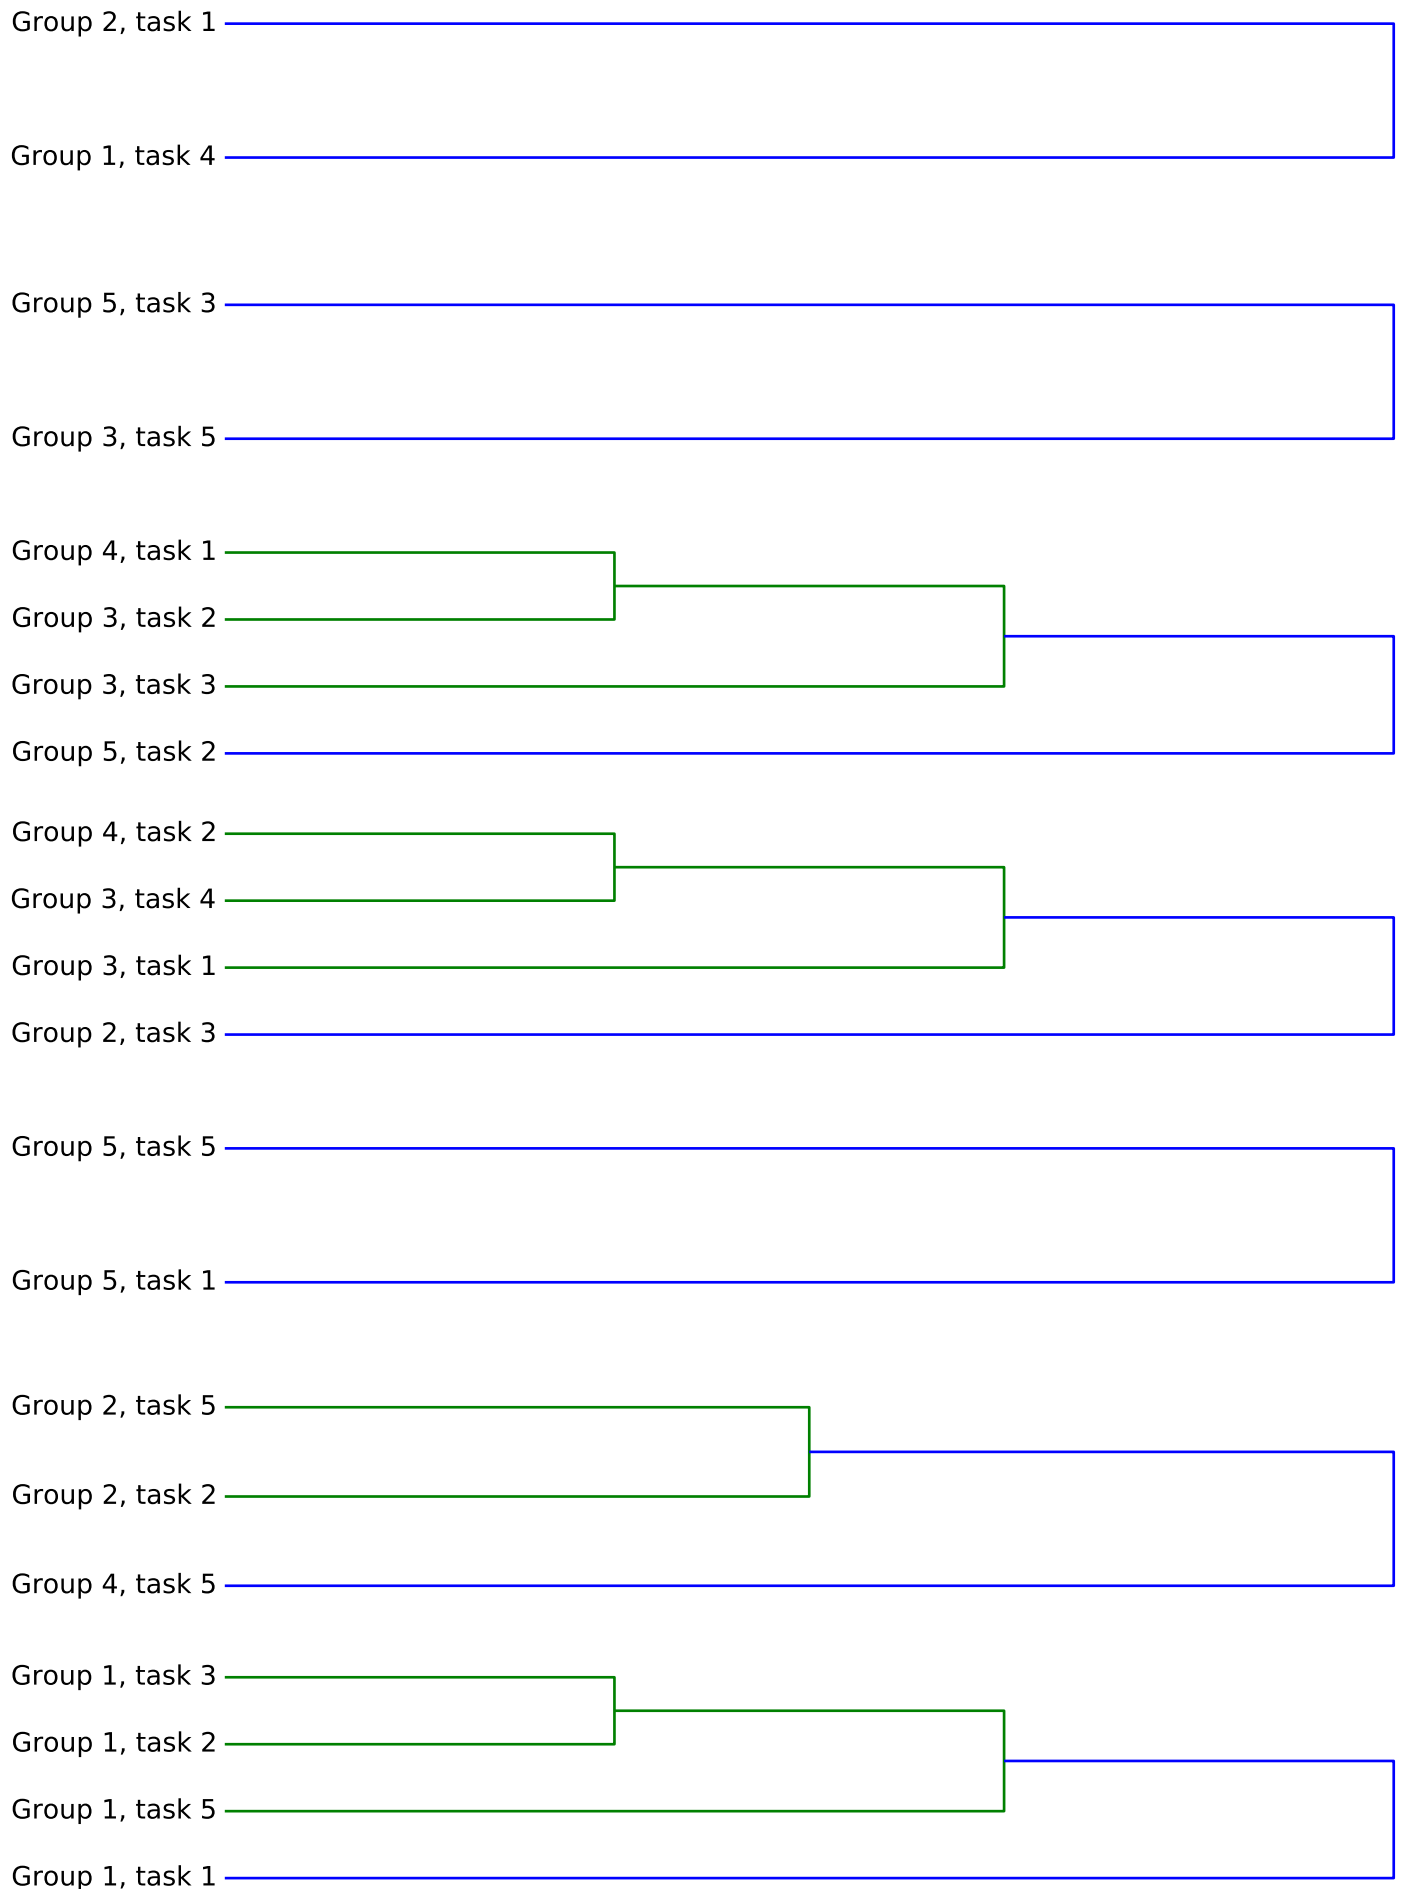 Group 2, task 1
Group 1, task 4
Group 5, task 3
Group 3, task 5
Group 4, task 1
Group 3, task 2
Group 3, task 3
Group 5, task 2
Group 4, task 2
Group 3, task 4
Group 3, task 1
Group 2, task 3
Group 5, task 5
Group 5, task 1
Group 2, task 5
Group 2, task 2
Group 4, task 5
Group 1, task 3
Group 1, task 2
Group 1, task 5
Group 1, task 1